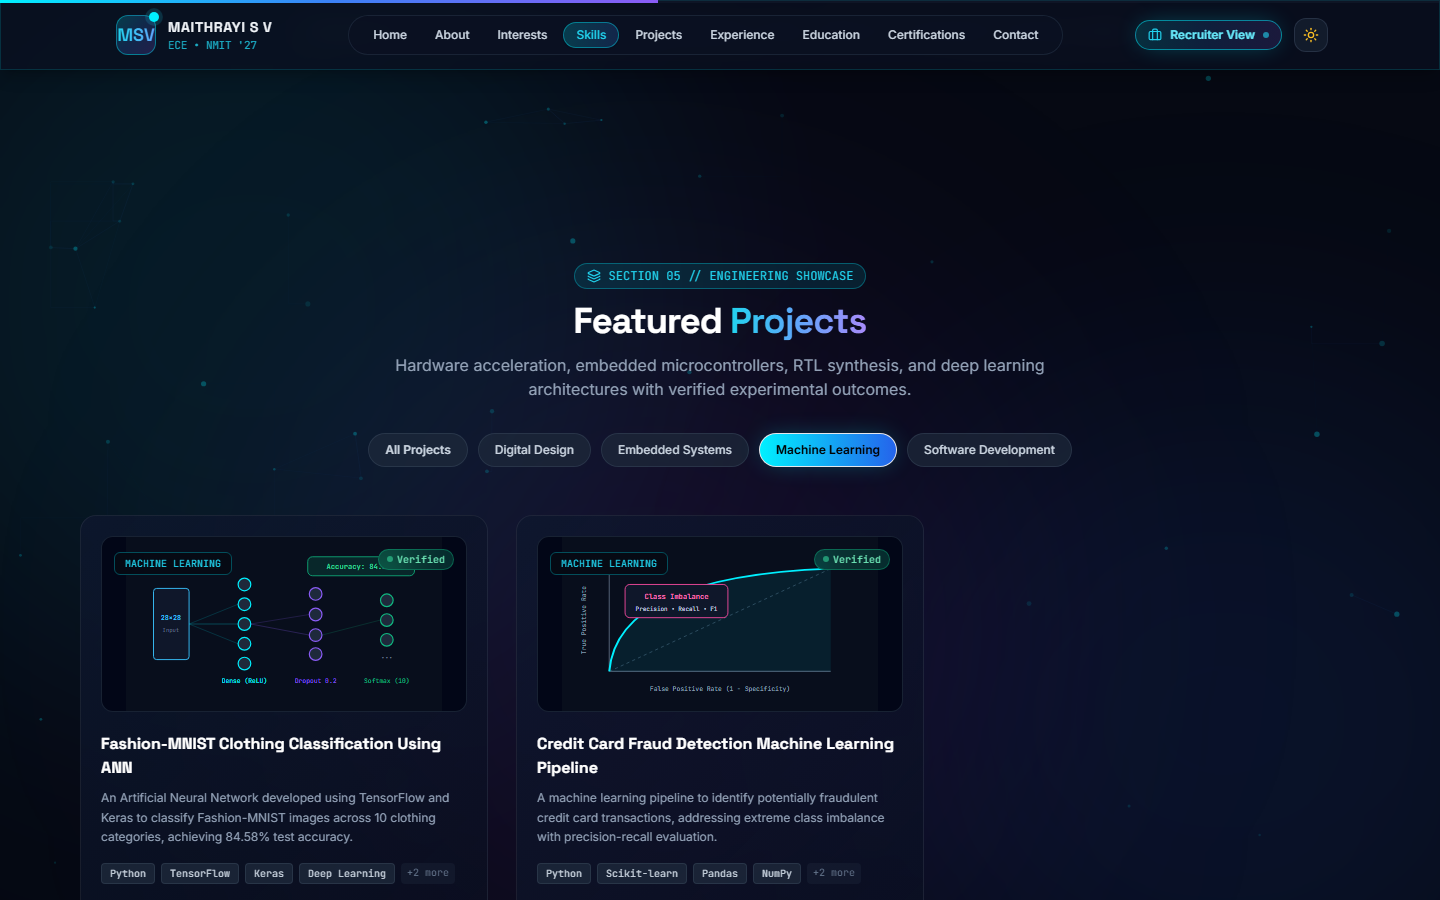 MSV
MAITHRAYI S V
ECE • NMIT '27
Home
About
Interests
Skills
Projects
Experience
Education
Certifications
Contact
Recruiter View
SECTION 05 // ENGINEERING SHOWCASE
Featured Projects
Hardware acceleration, embedded microcontrollers, RTL synthesis, and deep learning
architectures with verified experimental outcomes.
All Projects
Digital Design
Embedded Systems
Machine Learning
Software Development
MACHINE LEARNING
Verified
Accuracy: 84.
28×28
Input
Dense (ReLU)
Dropout 0.2
Softmax (10)
...
Fashion-MNIST Clothing Classification Using
ANN
An Artificial Neural Network developed using TensorFlow and
Keras to classify Fashion-MNIST images across 10 clothing
categories, achieving 84.58% test accuracy.
Python
TensorFlow
Keras
Deep Learning
+2 more
MACHINE LEARNING
Verified
Class Imbalance
Precision • Recall • F1
True Positive Rate
False Positive Rate (1 - Specificity)
Credit Card Fraud Detection Machine Learning
Pipeline
A machine learning pipeline to identify potentially fraudulent
credit card transactions, addressing extreme class imbalance
with precision-recall evaluation.
Python
Scikit-learn
Pandas
NumPy
+2 more